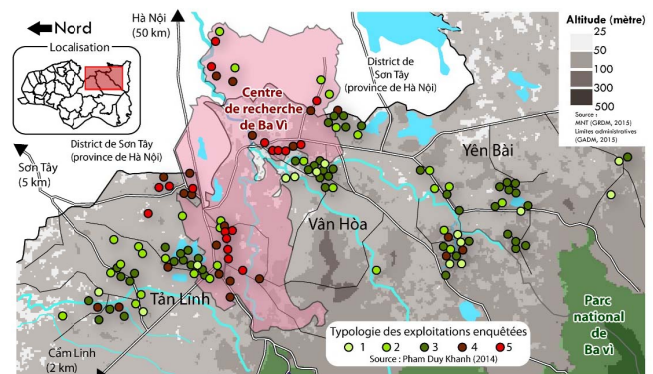 Nord
Localisation
Hà Nội
(50 km)
District de
Sơn Tây
(province de Hà Nội)
Centre
de recherche
de Ba Vì
District de Sơn Tây
(province de Hà Nội)
Sơn Tây
(5 km)
Yên Bài
Vân Hòa
Tản Lĩnh
Cẩm Lĩnh
(2 km)
Parc
national
de
Ba vì
Altitude (mètre)
25
50
100
300
500
Source :
MNT (GRDM, 2015)
Limites administratives
(GADM, 2015)
Typologie des exploitations enquêtées
1 2 3 4 5
Source : Pham Duy Khanh (2014)